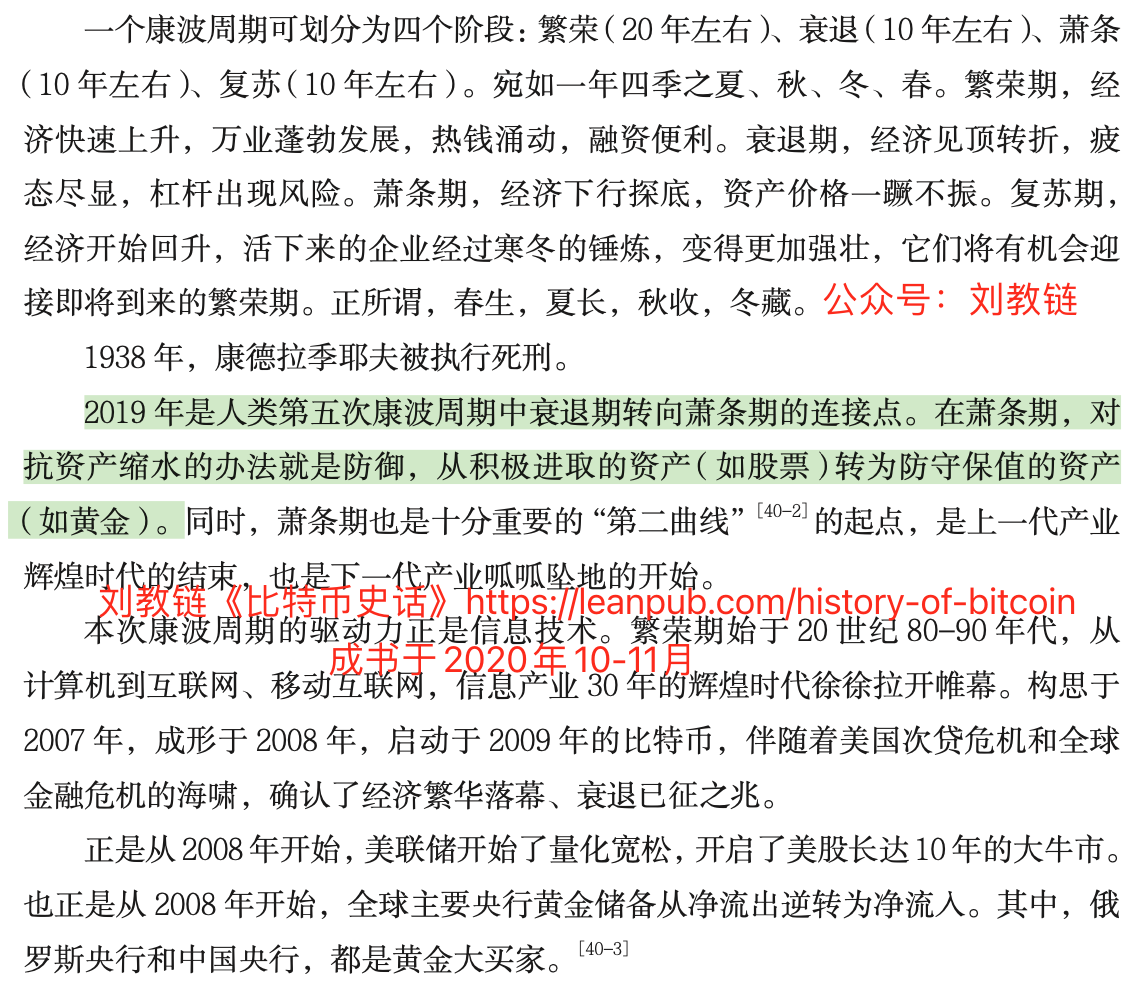 一个康波周期可划分为四个阶段：繁荣（20 年左右）、衰退（10 年左右）、萧条
（10 年左右）、复苏（10 年左右）。宛如一年四季之夏、秋、冬、春。繁荣期，经
济快速上升，万业蓬勃发展，热钱涌动，融资便利。衰退期，经济见顶转折，疲
态尽显，杠杆出现风险。萧条期，经济下行探底，资产价格一蹶不振。复苏期，
经济开始回升，活下来的企业经过寒冬的锤炼，变得更加强壮，它们将有机会迎
接即将到来的繁荣期。正所谓，春生，夏长，秋收，冬藏。公众号：刘教链
1938 年，康德拉季耶夫被执行死刑。
2019 年是人类第五次康波周期中衰退期转向萧条期的连接点。在萧条期，对
抗资产缩水的办法就是防御，从积极进取的资产（如股票）转为防守保值的资产
（如黄金）。同时，萧条期也是十分重要的“第二曲线”[40-2]的起点，是上一代产业
辉煌时代的结束，也是下一代产业呱呱坠地的开始。
刘教链《比特币史话》https://leanpub.com/history-of-bitcoin
本次康波周期的驱动力正是信息技术。繁荣期始于 20 世纪 80–90 年代，从
成书于2020年10-11月
计算机到互联网、移动互联网，信息产业 30 年的辉煌时代徐徐拉开帷幕。构思于
2007 年，成形于 2008 年，启动于 2009 年的比特币，伴随着美国次贷危机和全球
金融危机的海啸，确认了经济繁华落幕、衰退已征之兆。
正是从 2008 年开始，美联储开始了量化宽松，开启了美股长达 10 年的大牛市。
也正是从 2008 年开始，全球主要央行黄金储备从净流出逆转为净流入。其中，俄
罗斯央行和中国央行，都是黄金大买家。[40-3]